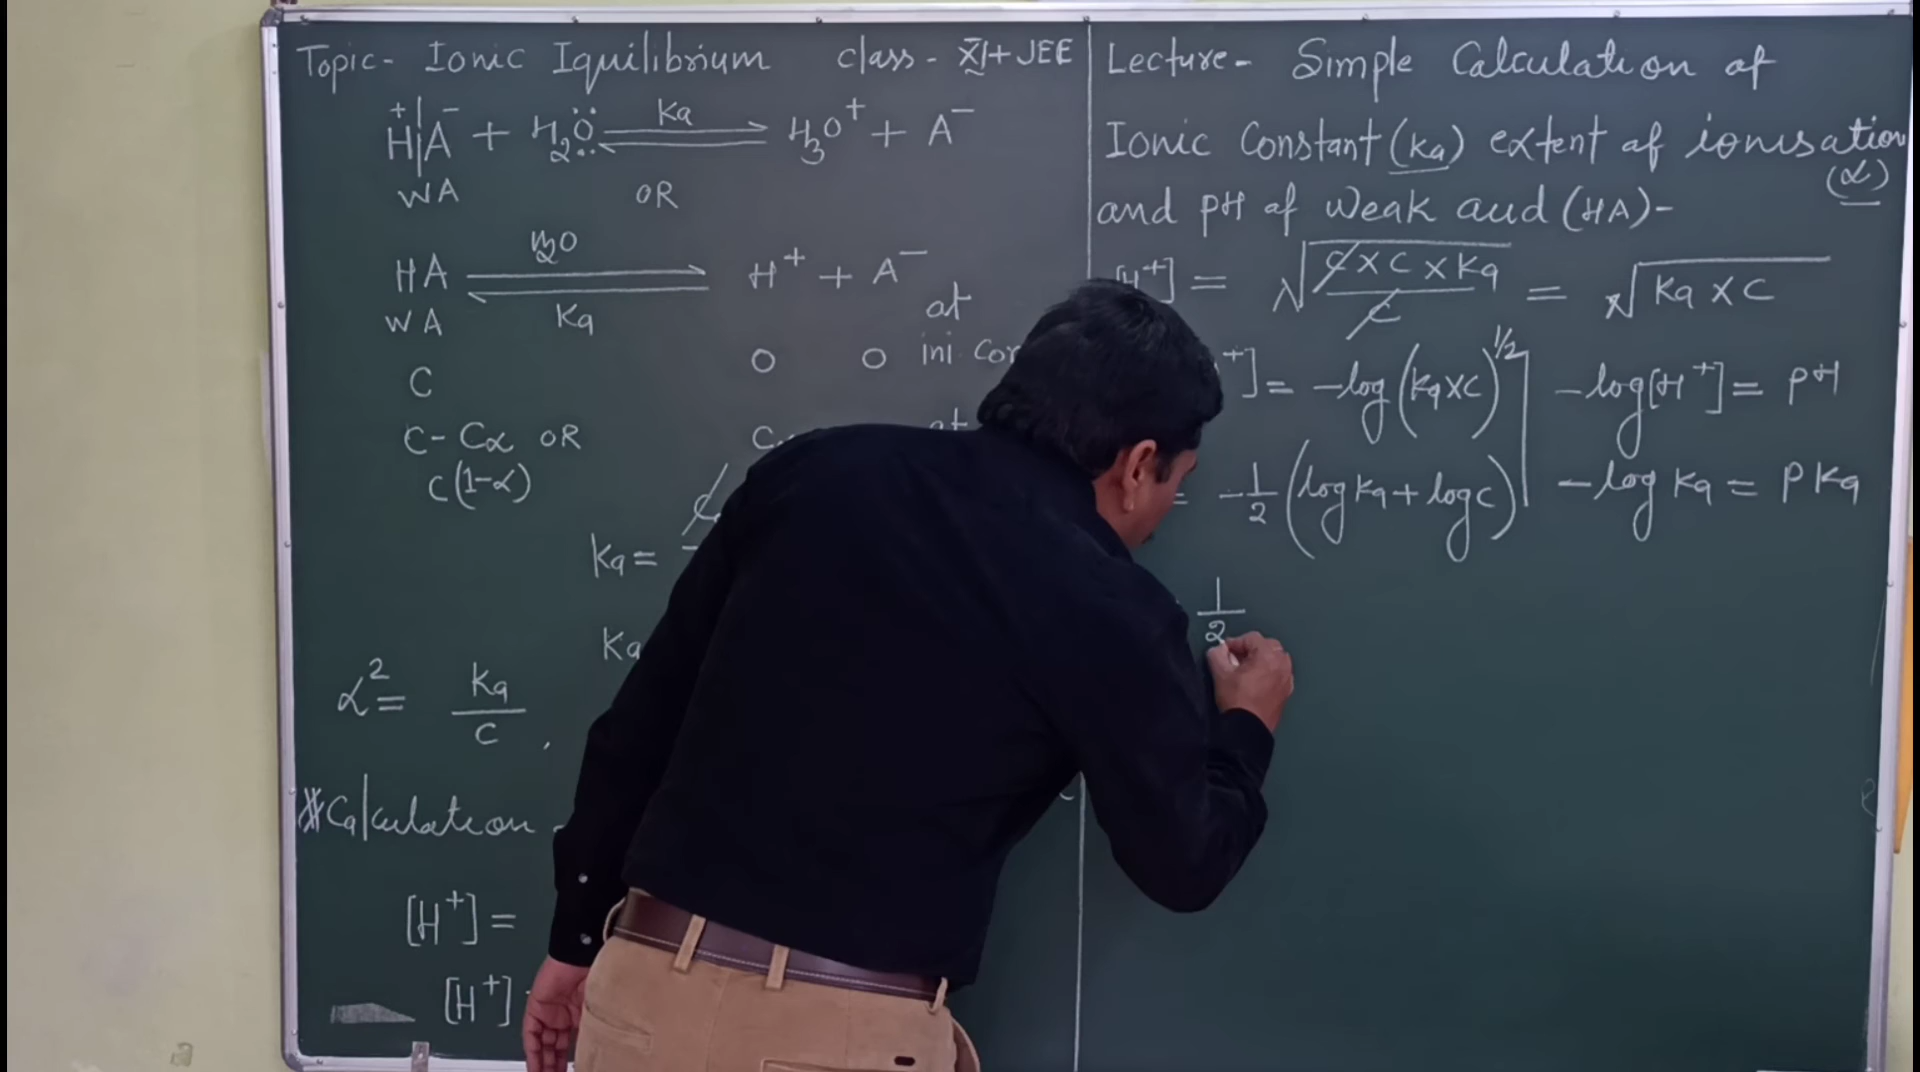 Topic- Ionic Iquilibrium class- XI+JEE
H|A + H2Ö ⇌ Ka H3O+ + A−
WA OR
HA ⇌ H2O Ka H+ + A−
WA
C 0 0 at ini.
C-Cα OR
C(1-α)
Ka =
Ka
α² = Ka/C ,
※Calculation -
[H+] =
[H+]
Lecture- Simple Calculation of
Ionic Constant (Ka) extent of ionisation
(α)
and PH of Weak acid (HA)-
[H+] = √(C x C x Ka / C) = √(Ka x C)
+] = -log(Ka x C)^1/2 -log[H+] = PH
= -1/2 (log Ka + log C) -log Ka = PKa
1/2